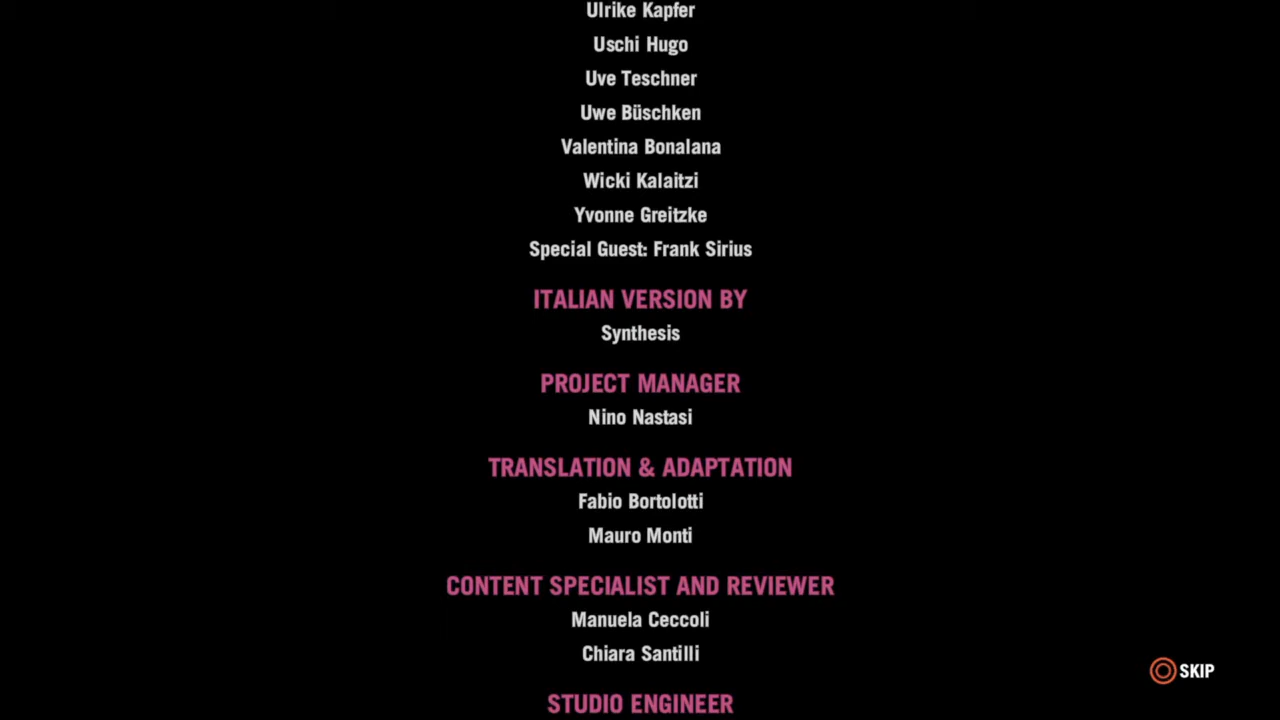 Ulrike Kapfer
Uschi Hugo
Uve Teschner
Uwe Büschken
Valentina Bonalana
Wicki Kalaitzi
Yvonne Greitzke
Special Guest: Frank Sirius
ITALIAN VERSION BY
Synthesis
PROJECT MANAGER
Nino Nastasi
TRANSLATION & ADAPTATION
Fabio Bortolotti
Mauro Monti
CONTENT SPECIALIST AND REVIEWER
Manuela Ceccoli
Chiara Santilli
SKIP
STUDIO ENGINEER